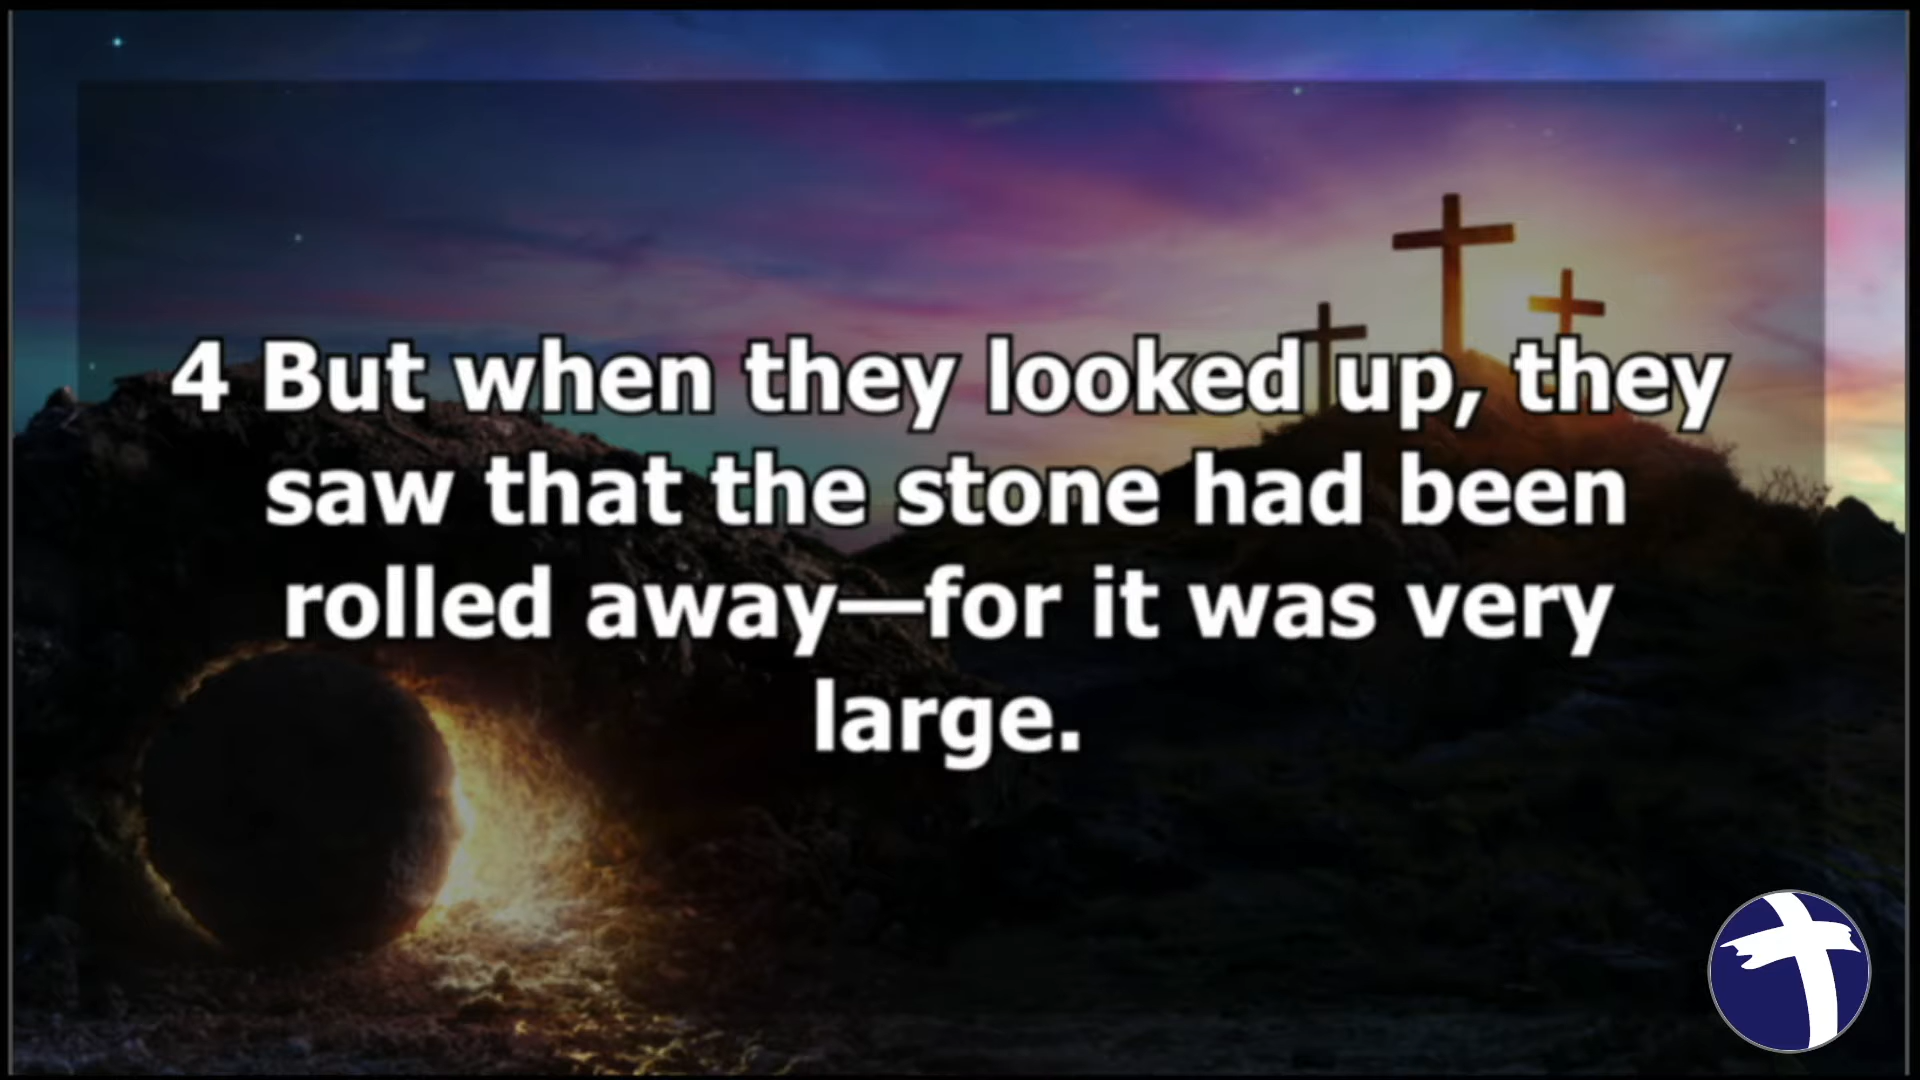 4 But when they looked up, they
saw that the stone had been
rolled away—for it was very
large.